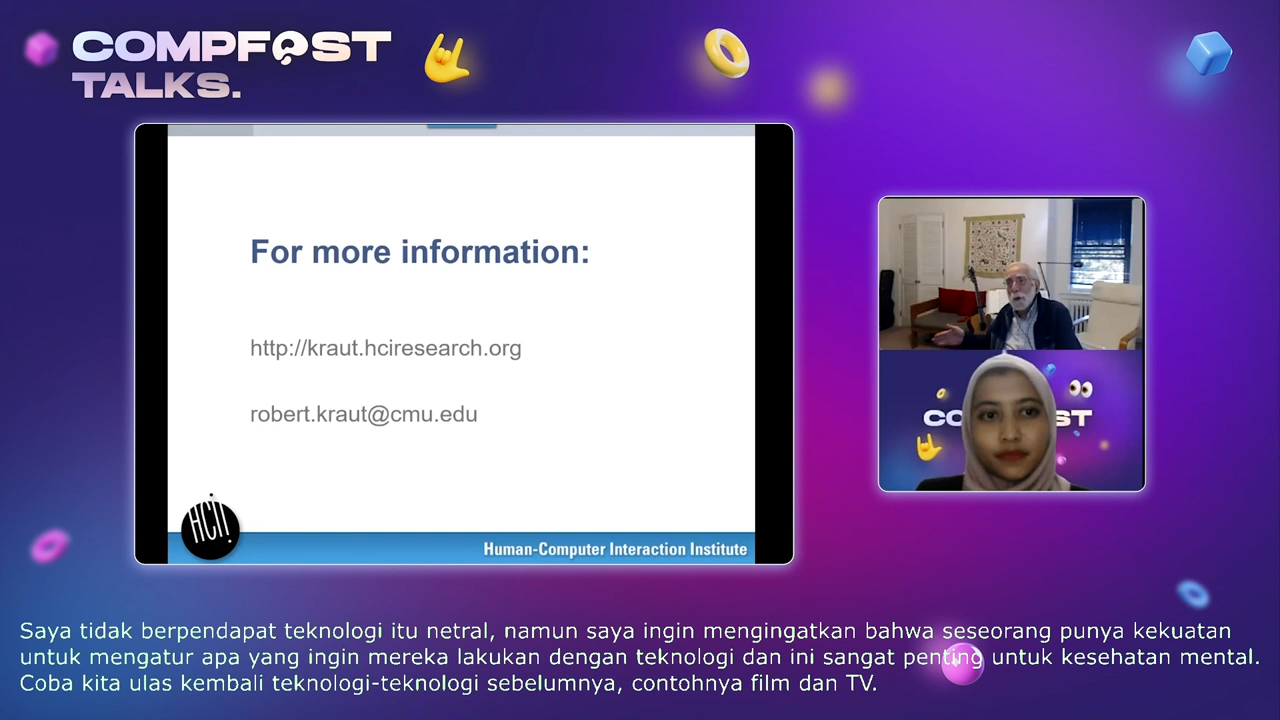 COMPFEST
TALKS.
For more information:
http://kraut.hciresearch.org
robert.kraut@cmu.edu
HCII
Human-Computer Interaction Institute
CO ST
Saya tidak berpendapat teknologi itu netral, namun saya ingin mengingatkan bahwa seseorang punya kekuatan
untuk mengatur apa yang ingin mereka lakukan dengan teknologi dan ini sangat penting untuk kesehatan mental.
Coba kita ulas kembali teknologi-teknologi sebelumnya, contohnya film dan TV.